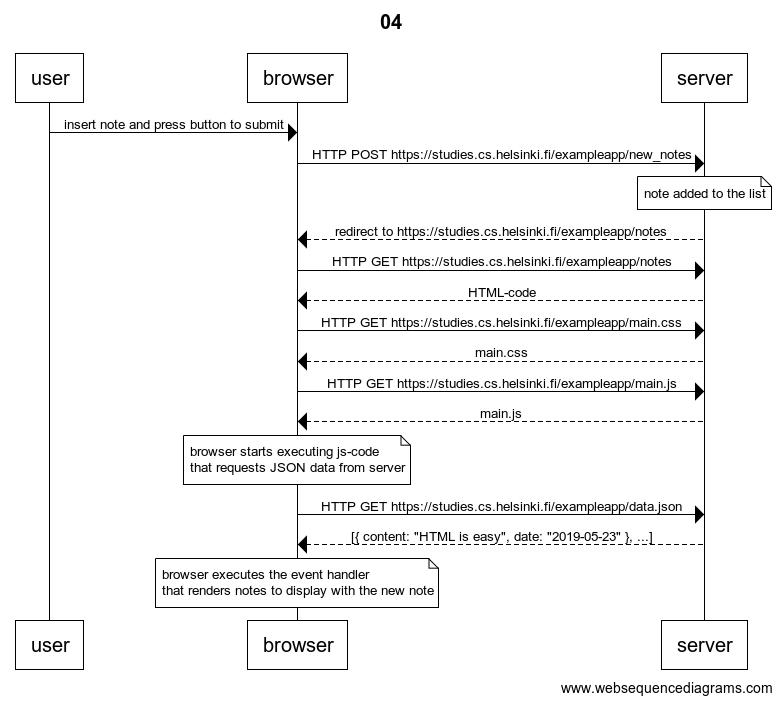 04
user
browser
server
insert note and press button to submit
HTTP POST https://studies.cs.helsinki.fi/exampleapp/new_notes
note added to the list
redirect to https://studies.cs.helsinki.fi/exampleapp/notes
HTTP GET https://studies.cs.helsinki.fi/exampleapp/notes
HTML-code
HTTP GET https://studies.cs.helsinki.fi/exampleapp/main.css
main.css
HTTP GET https://studies.cs.helsinki.fi/exampleapp/main.js
main.js
browser starts executing js-code
that requests JSON data from server
HTTP GET https://studies.cs.helsinki.fi/exampleapp/data.json
[{ content: "HTML is easy", date: "2019-05-23" }, ...]
browser executes the event handler
that renders notes to display with the new note
user
browser
server
www.websequencediagrams.com